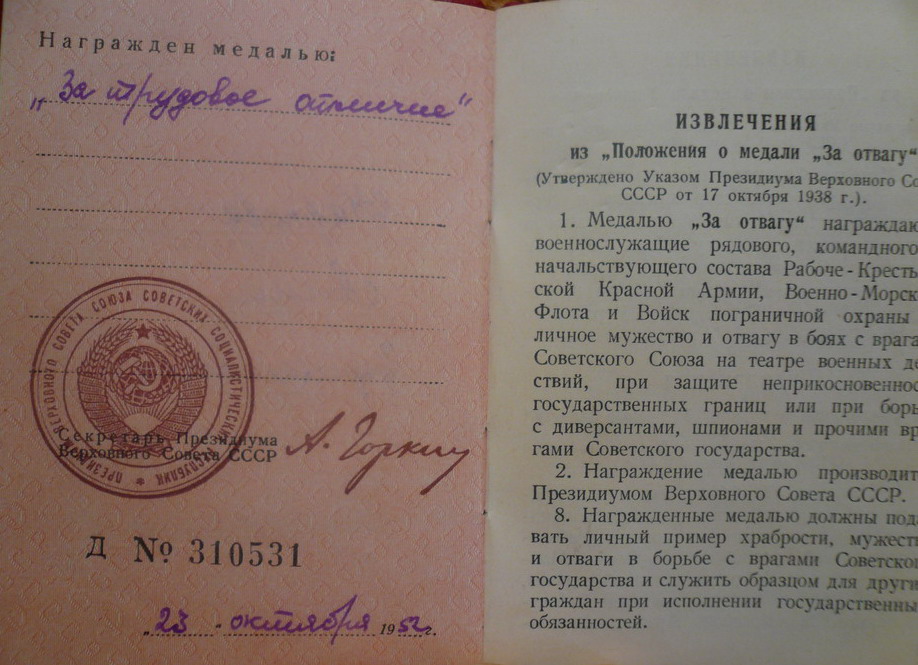 Награжден медалью:
„За трудовое отличие"
ПРЕЗИДИУМ ВЕРХОВНОГО СОВЕТА СОЮЗА СОВЕТСКИХ СОЦИАЛИСТИЧЕСКИХ РЕСПУБЛИК
Секретарь Президиума
Верховного Совета СССР
А. Горкин
Д № 310531
„23 " октября 1952 г.
ИЗВЛЕЧЕНИЯ
из „Положения о медали „За отвагу“
(Утверждено Указом Президиума Верховного Со
СССР от 17 октября 1938 г.).
1. Медалью „За отвагу“ награждаю
военнослужащие рядового, командного
начальствующего состава Рабоче-Кресть
ской Красной Армии, Военно-Морск
Флота и Войск пограничной охраны
личное мужество и отвагу в боях с врага
Советского Союза на театре военных де
ствий, при защите неприкосновеннос
государственных границ или при борь
с диверсантами, шпионами и прочими вр
гами Советского государства.
2. Награждение медалью производит
Президиумом Верховного Совета СССР.
8. Награжденные медалью должны пода
вать личный пример храбрости, мужеств
и отваги в борьбе с врагами Советског
государства и служить образцом для други
граждан при исполнении государственны
обязанностей.